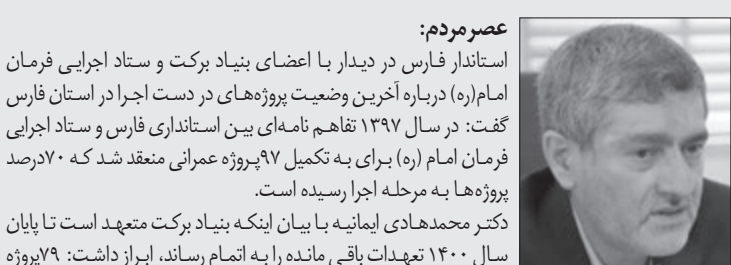 عصرمردم:
استاندار فارس در دیدار با اعضای بنیاد برکت و ستاد اجرایی فرمان
امام(ره) درباره آخرین وضعیت پروژه‌های در دست اجرا در استان فارس
گفت: در سال ۱۳۹۷ تفاهم نامه‌ای بین استانداری فارس و ستاد اجرایی
فرمان امام (ره) برای به تکمیل ۹۷پروژه عمرانی منعقد شد که ۷۰درصد
پروژه‌ها به مرحله اجرا رسیده است.
دکتر محمدهادی ایمانیه با بیان اینکه بنیاد برکت متعهد است تا پایان
سال ۱۴۰۰ تعهدات باقی مانده را به اتمام رساند، ابراز داشت: ۷۹پروژه